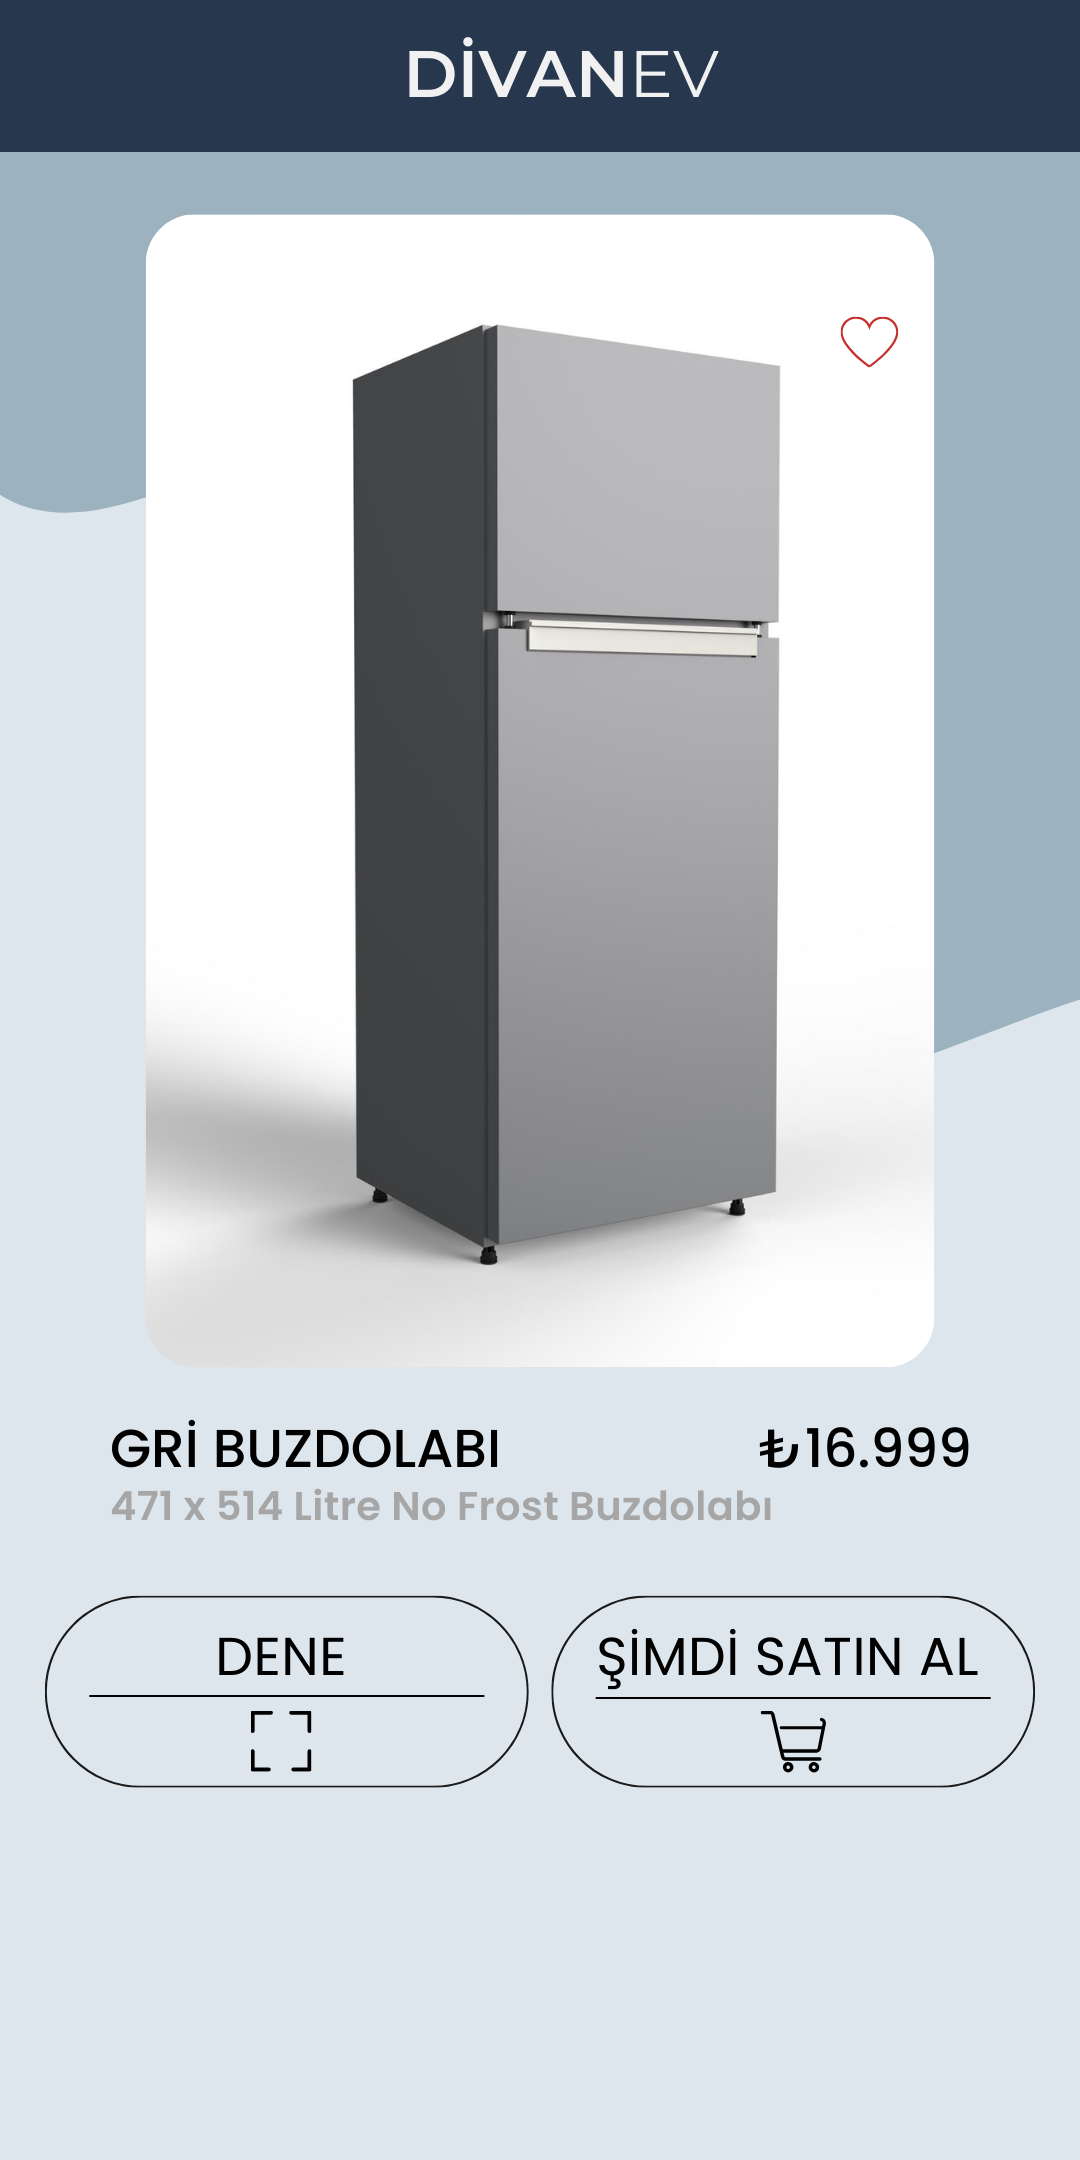 DİVANEV
GRİ BUZDOLABI
₺16.999
471 x 514 Litre No Frost Buzdolabı
DENE
ŞİMDİ SATIN AL